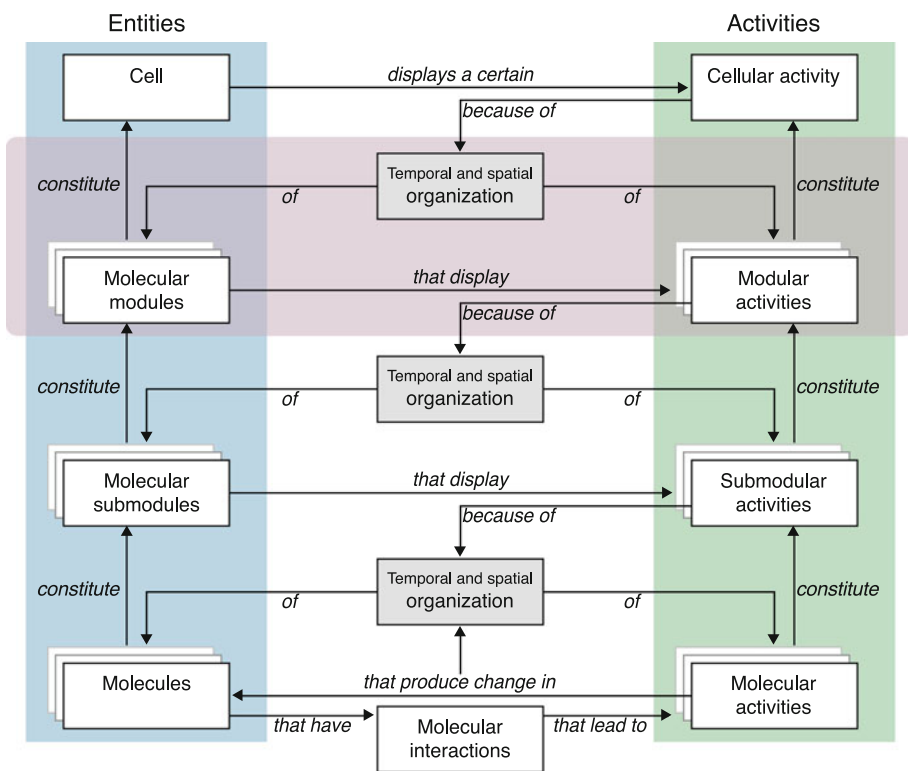 Entities
Activities
Cell
displays a certain
Cellular activity
because of
constitute
Temporal and spatial
organization
constitute
of
of
Molecular
modules
that display
Modular
activities
because of
constitute
Temporal and spatial
organization
constitute
of
of
Molecular
submodules
that display
Submodular
activities
because of
constitute
Temporal and spatial
organization
constitute
of
of
Molecules
that produce change in
Molecular
activities
that have
Molecular
interactions
that lead to